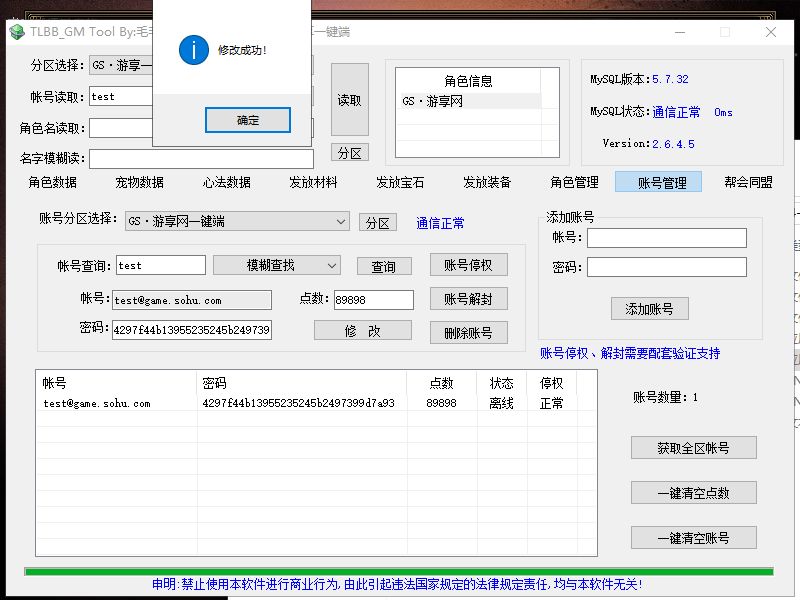 TLBB_GM Tool By:毛
一键端
修改成功!
确定
分区选择:
GS·游享网一
帐号读取:
test
角色名读取:
名字模糊读:
读取
分区
角色信息
GS·游享网
MySQL版本:5.7.32
MySQL状态:通信正常 0ms
Version:2.6.4.5
角色数据 宠物数据 心法数据 发放材料 发放宝石 发放装备 角色管理 账号管理 帮会同盟
账号分区选择:
GS·游享网一键端
分区
通信正常
帐号查询:
test
模糊查找
查询
账号停权
帐号:
test@game.sohu.com
点数:
89898
账号解封
密码:
4297f44b13955235245b249739
修 改
删除账号
添加账号
帐号:
密码:
添加账号
账号停权、解封需要配套验证支持
帐号 密码 点数 状态 停权
test@game.sohu.com 4297f44b13955235245b2497399d7a93 89898 离线 正常
账号数量:1
获取全区帐号
一键清空点数
一键清空账号
申明:禁止使用本软件进行商业行为,由此引起违法国家规定的法律规定责任,均与本软件无关!